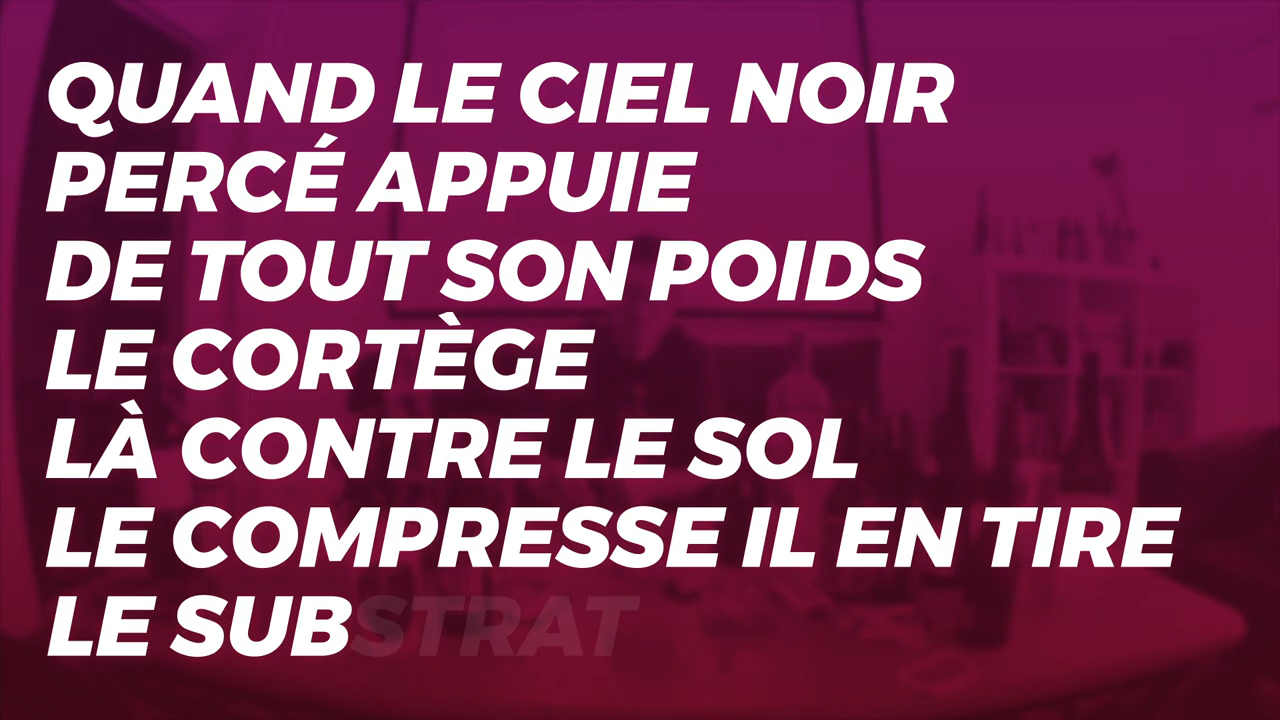 QUAND LE CIEL NOIR
PERCÉ APPUIE
DE TOUT SON POIDS
LE CORTÈGE
LÀ CONTRE LE SOL
LE COMPRESSE IL EN TIRE
LE SUBSTRAT